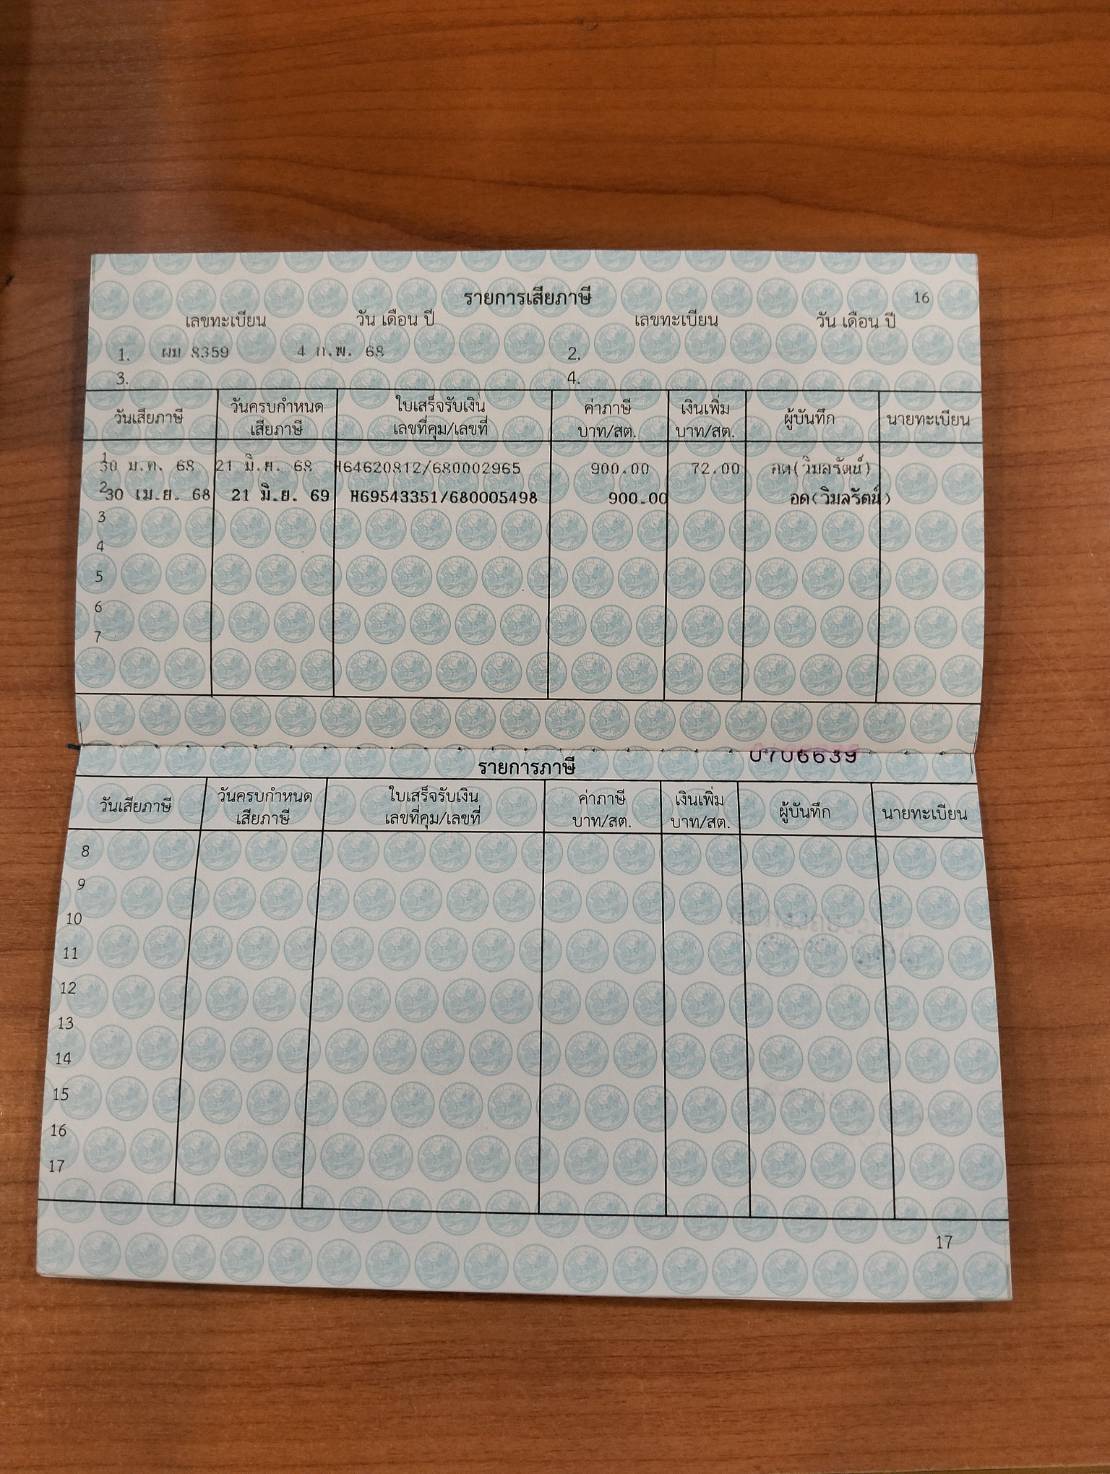 รายการเสียภาษี 16
เลขทะเบียน วัน เดือน ปี เลขทะเบียน วัน เดือน ปี
1. ผม 8359 4 ก.พ. 68 2.
3. 4.
วันเสียภาษี วันครบกำหนด เสียภาษี ใบเสร็จรับเงิน เลขที่คุม/เลขที่ ค่าภาษี บาท/สต. เงินเพิ่ม บาท/สต. ผู้บันทึก นายทะเบียน
1 30 ม.ค. 68 21 มิ.ย. 68 H64620812/680002965 900.00 72.00 อด(วิมลรัตน์)
2 30 เม.ย. 68 21 มิ.ย. 69 H69543351/680005498 900.00 อด(วิมลรัตน์)
3
4
5
6
7
0706639
รายการภาษี
วันเสียภาษี วันครบกำหนด เสียภาษี ใบเสร็จรับเงิน เลขที่คุม/เลขที่ ค่าภาษี บาท/สต. เงินเพิ่ม บาท/สต. ผู้บันทึก นายทะเบียน
8
9
10
11
12
13
14
15
16
17
17